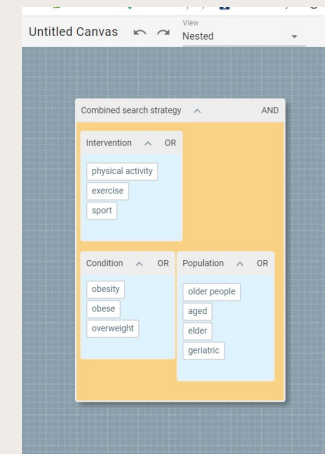 Untitled Canvas
View
Nested
Combined search strategy AND
Intervention OR
physical activity
exercise
sport
Condition OR
obesity
obese
overweight
Population OR
older people
aged
elder
geriatric